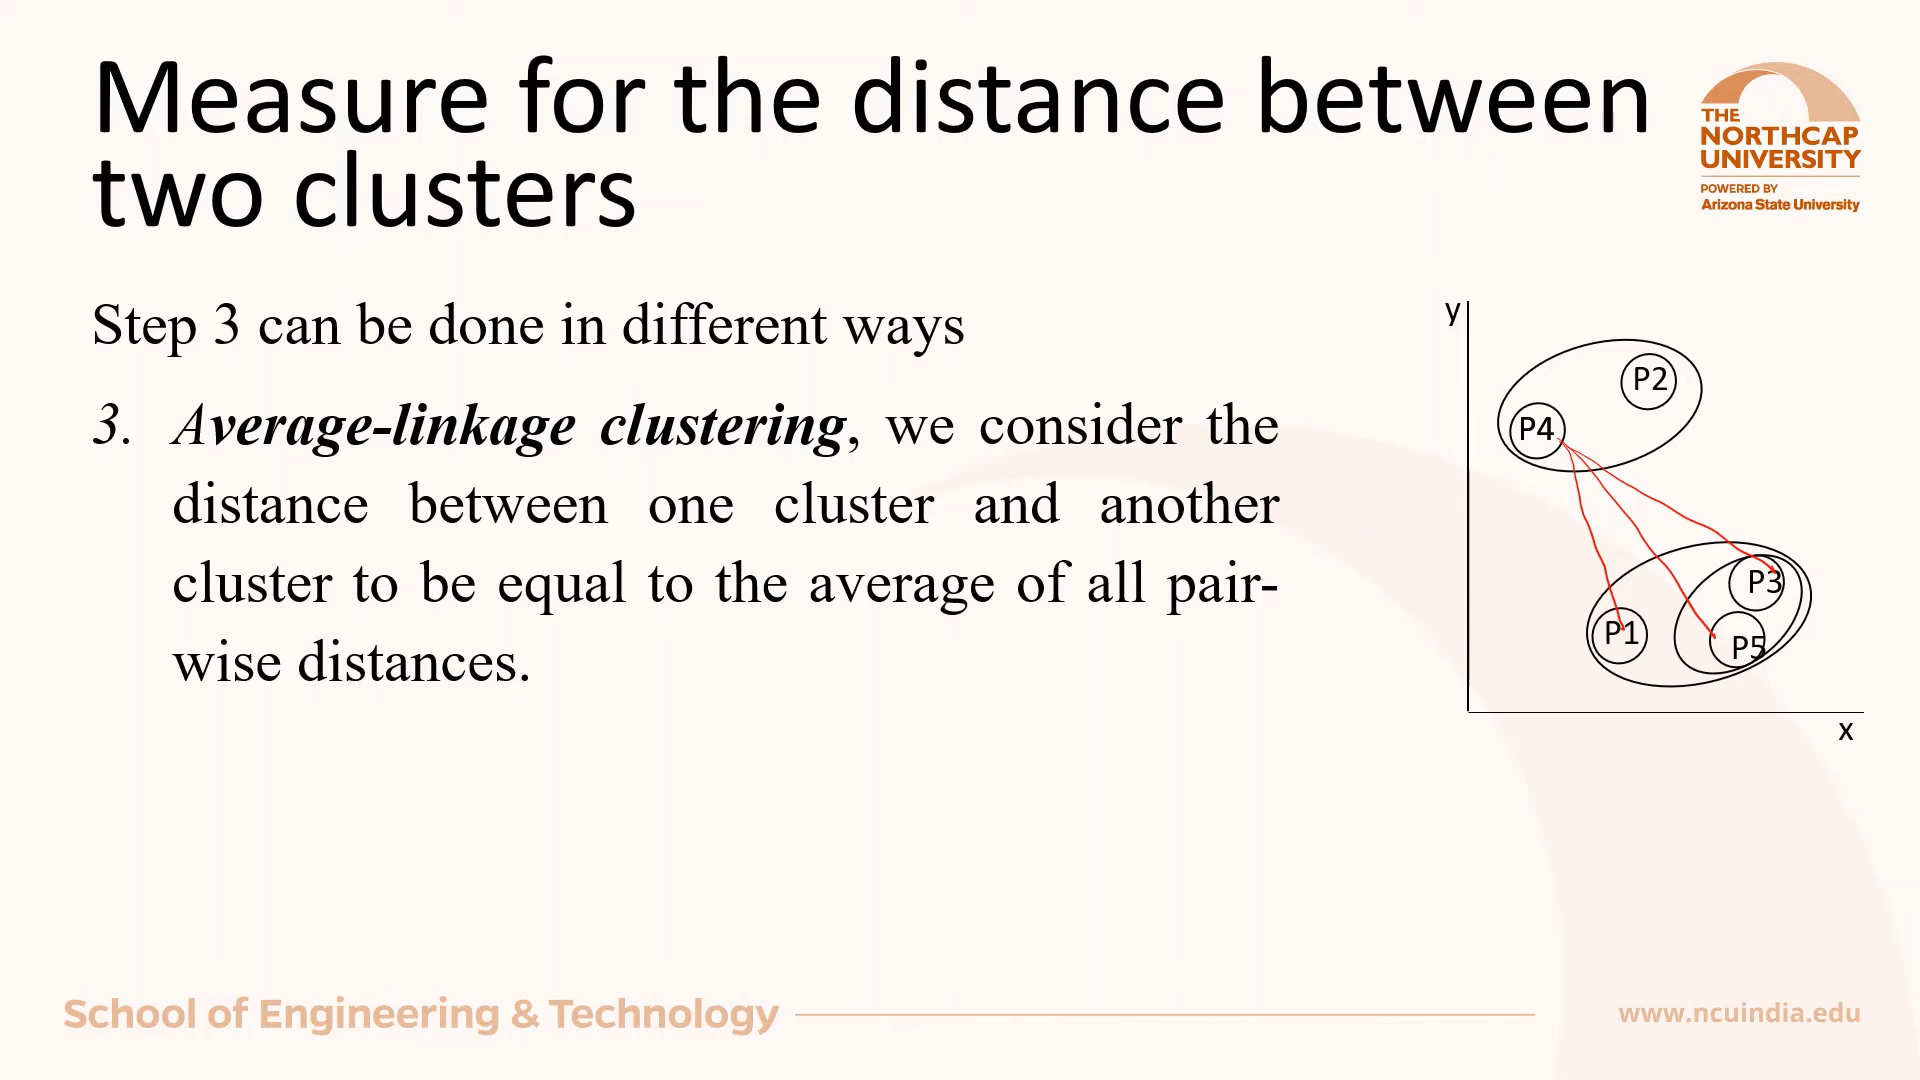 Measure for the distance between
two clusters
THE
NORTHCAP
UNIVERSITY
POWERED BY
Arizona State University
Step 3 can be done in different ways
3. Average-linkage clustering, we consider the
distance between one cluster and another
cluster to be equal to the average of all pair-
wise distances.
y
P2
P4
P3
P1
P5
x
School of Engineering & Technology
www.ncuindia.edu